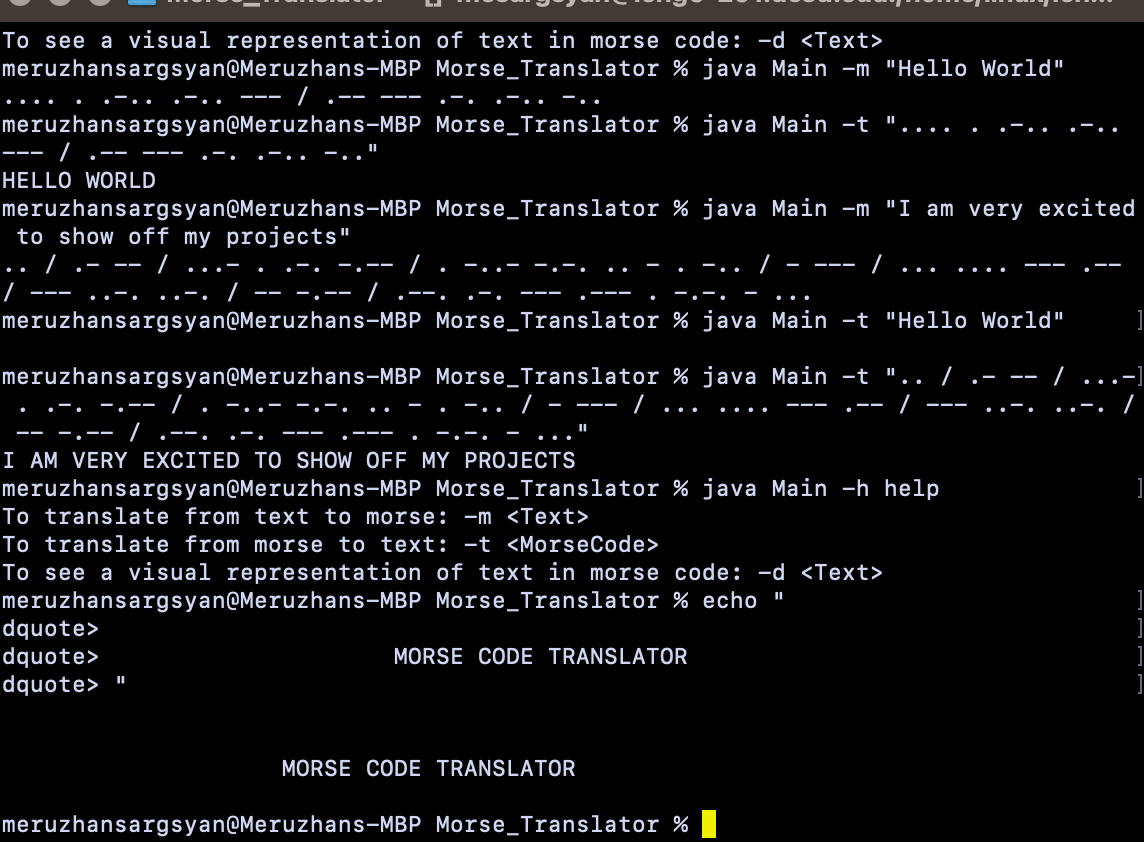 To see a visual representation of text in morse code: -d <Text>
meruzhansargsyan@Meruzhans-MBP Morse_Translator % java Main -m "Hello World"
.... . .-.. .-.. --- / .-- --- .-. .-.. -..
meruzhansargsyan@Meruzhans-MBP Morse_Translator % java Main -t ".... . .-.. .-..
--- / .-- --- .-. .-.. -.."
HELLO WORLD
meruzhansargsyan@Meruzhans-MBP Morse_Translator % java Main -m "I am very excited
 to show off my projects"
.. / .- -- / ...- . .-. -.-- / . -..- -.-. .. - . -.. / - --- / ... .... --- .--
/ --- ..-. ..-. / -- -.-- / .--. .-. --- .--- . -.-. - ...
meruzhansargsyan@Meruzhans-MBP Morse_Translator % java Main -t "Hello World" ]
meruzhansargsyan@Meruzhans-MBP Morse_Translator % java Main -t ".. / .- -- / ...-]
 . .-. -.-- / . -..- -.-. .. - . -.. / - --- / ... .... --- .-- / --- ..-. ..-. /
 -- -.-- / .--. .-. --- .--- . -.-. - ..."
I AM VERY EXCITED TO SHOW OFF MY PROJECTS
meruzhansargsyan@Meruzhans-MBP Morse_Translator % java Main -h help ]
To translate from text to morse: -m <Text>
To translate from morse to text: -t <MorseCode>
To see a visual representation of text in morse code: -d <Text>
meruzhansargsyan@Meruzhans-MBP Morse_Translator % echo " ]
dquote> ]
dquote> MORSE CODE TRANSLATOR ]
dquote> " ]
MORSE CODE TRANSLATOR
meruzhansargsyan@Meruzhans-MBP Morse_Translator %